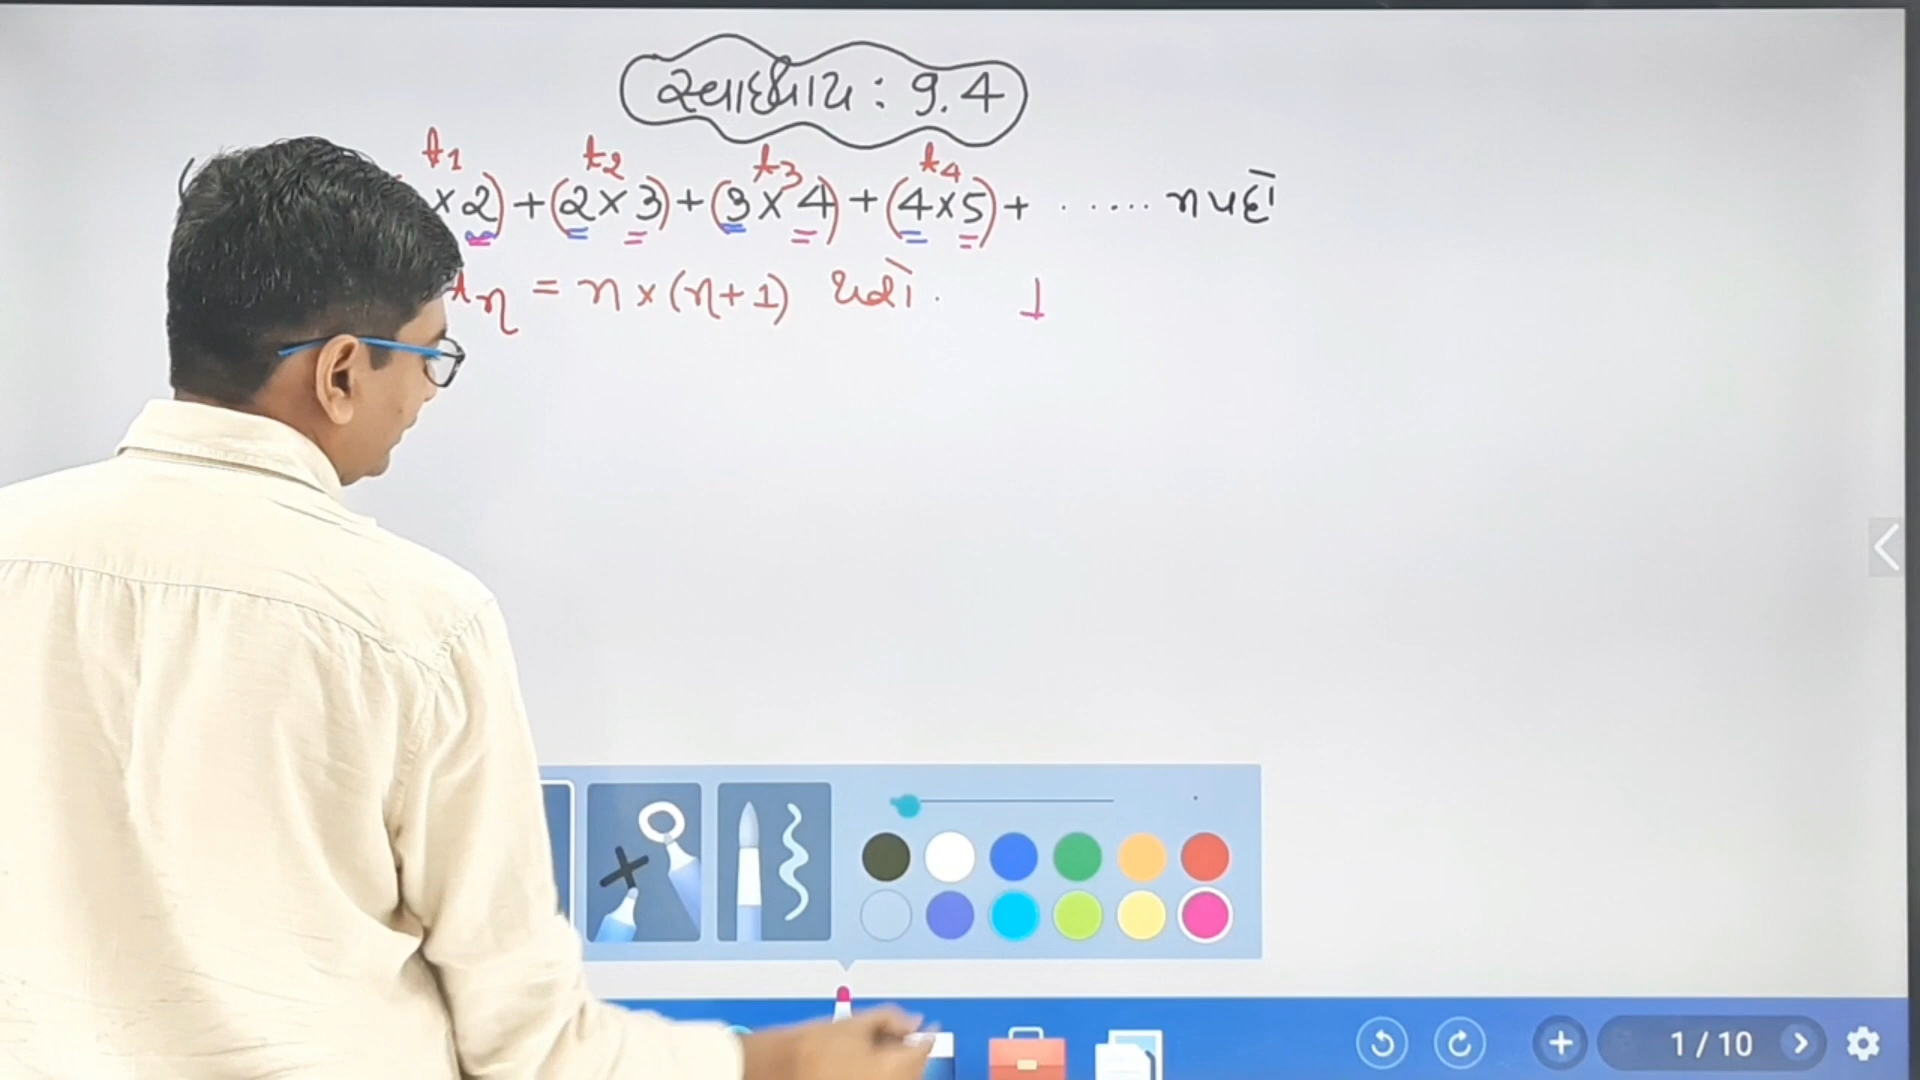 સ્વાધ્યાય : 9.4
t1 t2 t3 t4
× 2) + (2 × 3) + (3 × 4) + (4 × 5) + ...... n પદો
tn = n × (n+1) થશે. 1
1 / 10